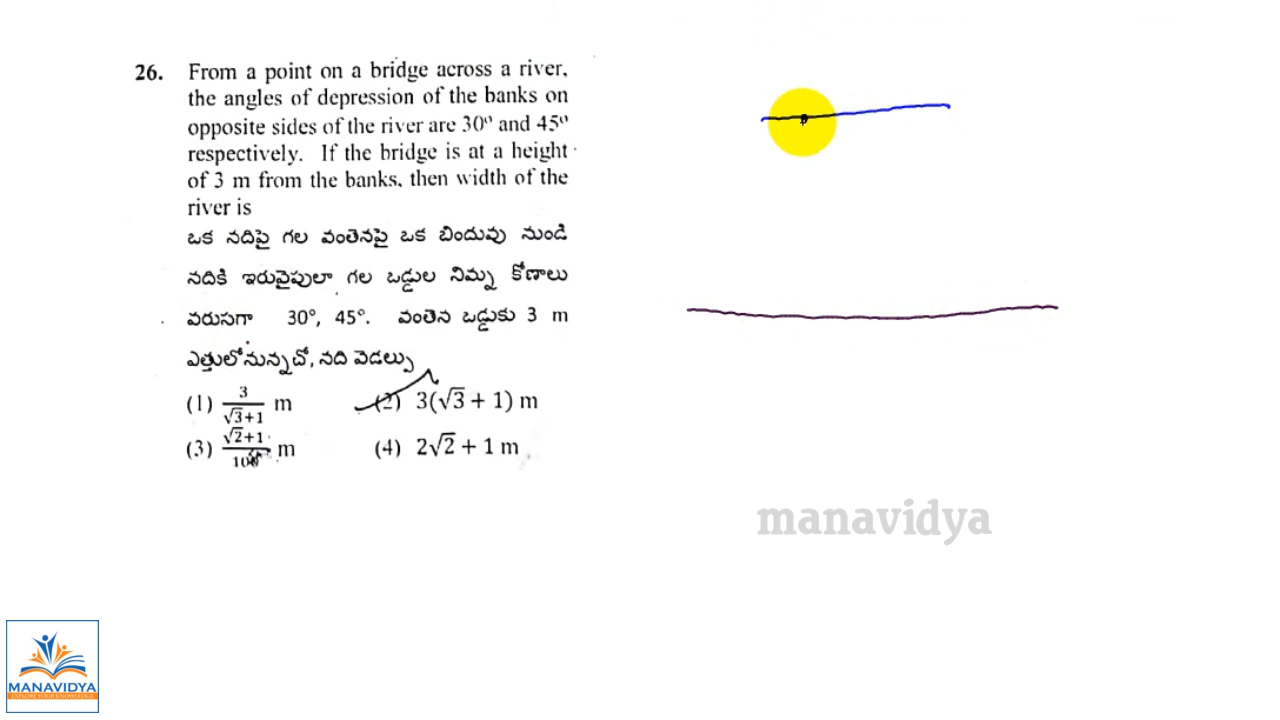 26. From a point on a bridge across a river,
the angles of depression of the banks on
opposite sides of the river are 30° and 45°
respectively. If the bridge is at a height
of 3 m from the banks, then width of the
river is
ఒక నదిపై గల వంతెనపై ఒక బిందువు నుండి
నదికి ఇరువైపులా గల ఒడ్డుల నిమ్న కోణాలు
వరుసగా 30°, 45°. వంతెన ఒడ్డుకు 3 m
ఎత్తులోనున్నచో, నది వెడల్పు
(1) 3/(√3+1) m (2) 3(√3 + 1) m
(3) m (4) 2√2 + 1 m
manavidya
MANAVIDYA
EXPLORE YOUR KNOWLEDGE